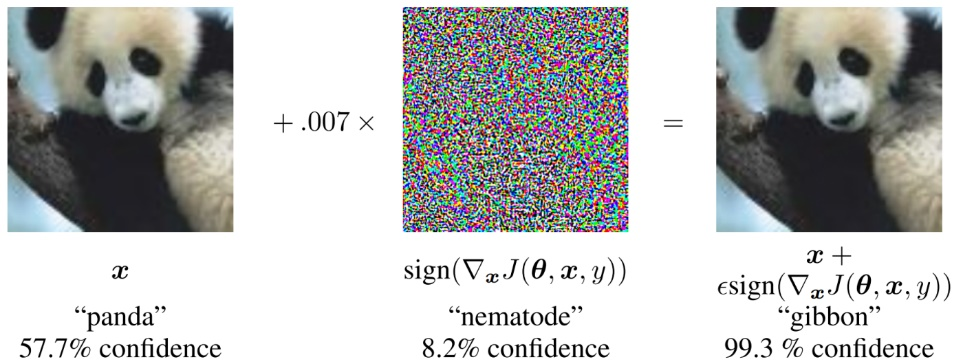 + .007 ×
=
x
sign(∇ₓJ(θ, x, y))
x +
ϵsign(∇ₓJ(θ, x, y))
“panda”
“nematode”
“gibbon”
57.7% confidence
8.2% confidence
99.3 % confidence